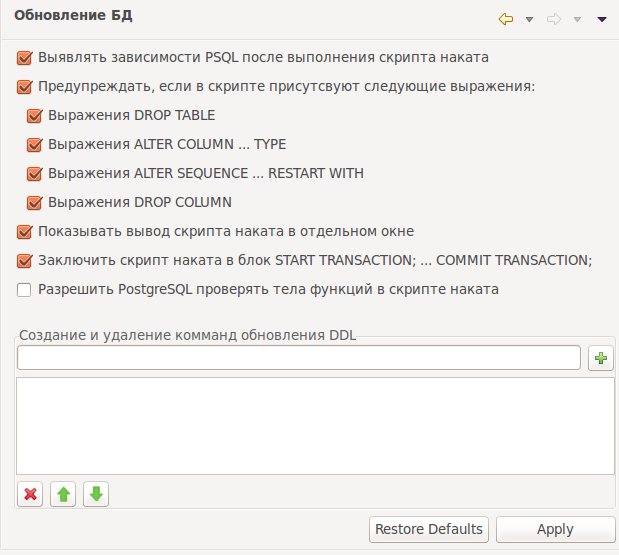 Обновление БД
Выявлять зависимости PSQL после выполнения скрипта наката
Предупреждать, если в скрипте присутсвуют следующие выражения:
Выражения DROP TABLE
Выражения ALTER COLUMN ... TYPE
Выражения ALTER SEQUENCE ... RESTART WITH
Выражения DROP COLUMN
Показывать вывод скрипта наката в отдельном окне
Заключить скрипт наката в блок START TRANSACTION; ... COMMIT TRANSACTION;
Разрешить PostgreSQL проверять тела функций в скрипте наката
Создание и удаление комманд обновления DDL
Restore Defaults
Apply